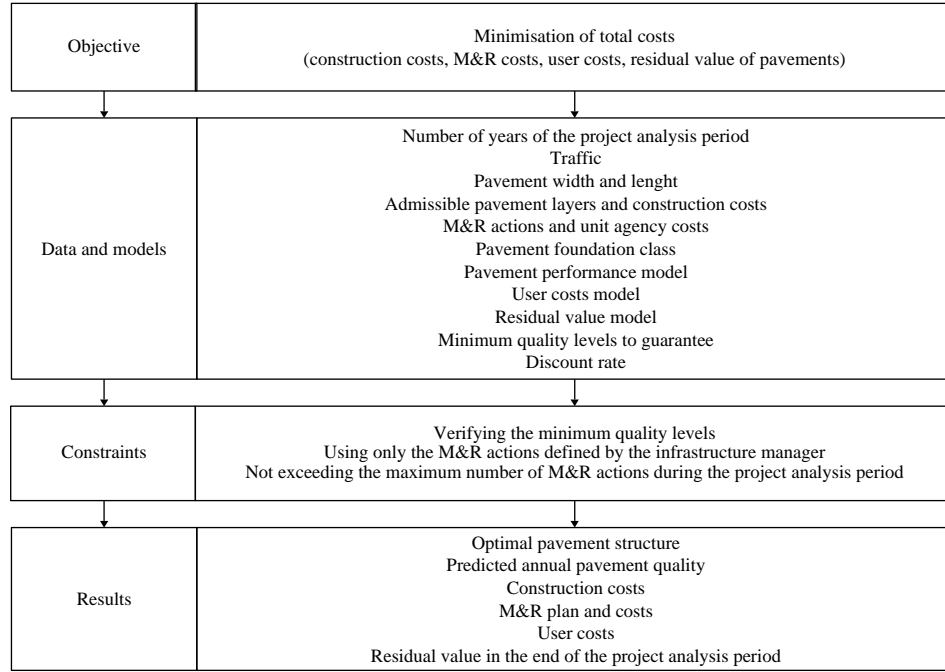 Objective
Minimisation of total costs
(construction costs, M&R costs, user costs, residual value of pavements)
Data and models
Number of years of the project analysis period
Traffic
Pavement width and lenght
Admissible pavement layers and construction costs
M&R actions and unit agency costs
Pavement foundation class
Pavement performance model
User costs model
Residual value model
Minimum quality levels to guarantee
Discount rate
Constraints
Verifying the minimum quality levels
Using only the M&R actions defined by the infrastructure manager
Not exceeding the maximum number of M&R actions during the project analysis period
Results
Optimal pavement structure
Predicted annual pavement quality
Construction costs
M&R plan and costs
User costs
Residual value in the end of the project analysis period